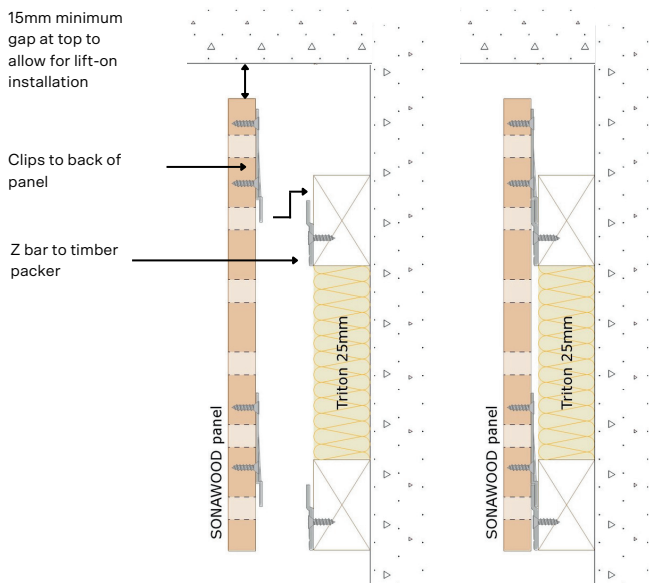 15mm minimum
gap at top to
allow for lift-on
installation
Clips to back of
panel
Z bar to timber
packer
SONAWOOD panel
Triton 25mm
SONAWOOD panel
Triton 25mm